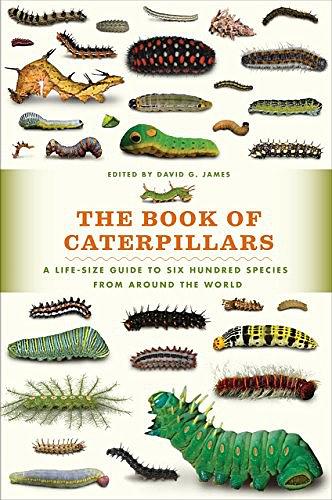 EDITED BY DAVID G. JAMES
THE BOOK OF
CATERPILLARS
A LIFE-SIZE GUIDE TO SIX HUNDRED SPECIES
FROM AROUND THE WORLD